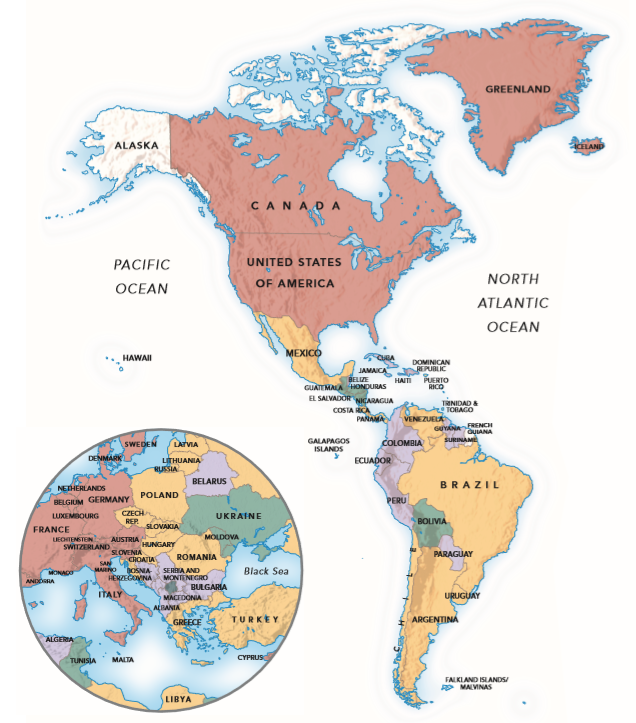 GREENLAND
ICELAND
ALASKA
CANADA
UNITED STATES
OF AMERICA
PACIFIC
OCEAN
NORTH
ATLANTIC
OCEAN
HAWAII
MEXICO
CUBA
JAMAICA
DOMINICAN
REPUBLIC
HAITI
PUERTO
RICO
BELIZE
HONDURAS
GUATEMALA
EL SALVADOR
NICARAGUA
COSTA RICA
PANAMA
TRINIDAD &
TOBAGO
VENEZUELA
GUYANA
FRENCH
GUIANA
SURINAME
GALAPAGOS
ISLANDS
COLOMBIA
ECUADOR
BRAZIL
PERU
BOLIVIA
PARAGUAY
CHILE
URUGUAY
ARGENTINA
FALKLAND ISLANDS/
MALVINAS
SWEDEN
LATVIA
DENMARK
LITHUANIA
RUSSIA
BELARUS
NETHERLANDS
BELGIUM
GERMANY
POLAND
LUXEMBOURG
CZECH
REP.
UKRAINE
FRANCE
SLOVAKIA
LIECHTENSTEIN
AUSTRIA
MOLDOVA
SWITZERLAND
HUNGARY
SLOVENIA
CROATIA
ROMANIA
SAN
MARINO
MONACO
ANDORRA
BOSNIA-
HERZEGOVINA
SERBIA AND
MONTENEGRO
Black Sea
BULGARIA
ITALY
MACEDONIA
ALBANIA
GREECE
TURKEY
ALGERIA
TUNISIA
MALTA
CYPRUS
LIBYA